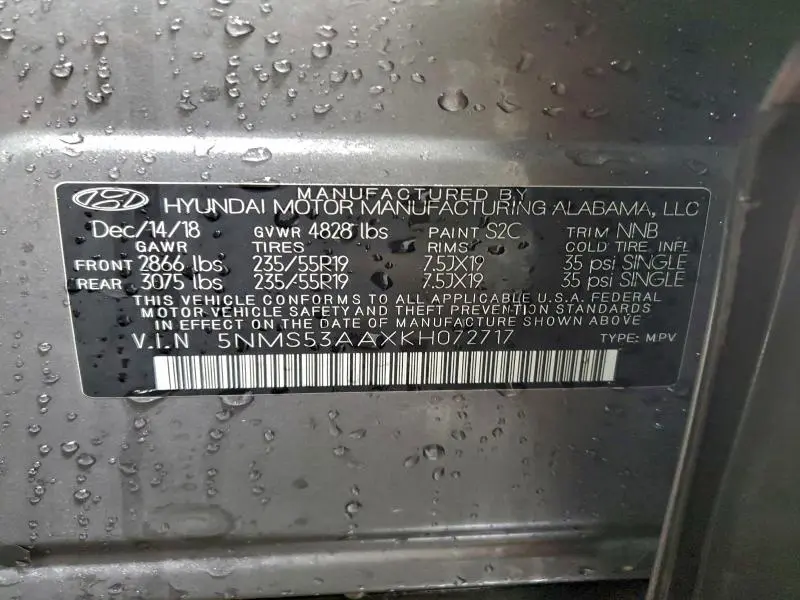 MANUFACTURED BY
HYUNDAI MOTOR MANUFACTURING ALABAMA, LLC
Dec/14/18 GVWR 4828 lbs PAINT S2C TRIM NNB
GAWR TIRES RIMS COLD TIRE INFL
FRONT 2866 lbs 235/55R19 7.5JX19 35 psi SINGLE
REAR 3075 lbs 235/55R19 7.5JX19 35 psi SINGLE
THIS VEHICLE CONFORMS TO ALL APPLICABLE U.S.A. FEDERAL
MOTOR VEHICLE SAFETY AND THEFT PREVENTION STANDARDS
IN EFFECT ON THE DATE OF MANUFACTURE SHOWN ABOVE.
V.I.N 5NMS53AAXKH072717 TYPE: MPV